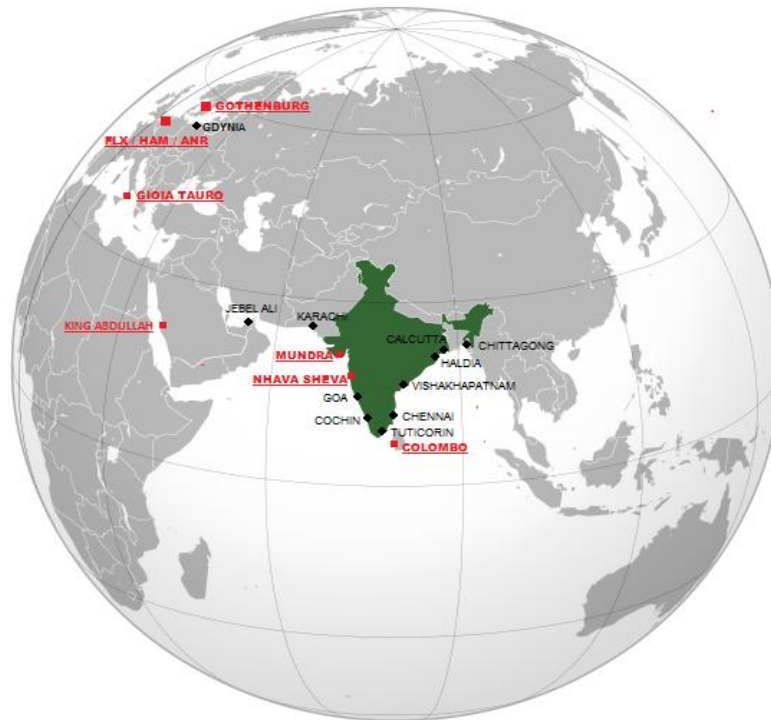 GOTHENBURG
GDYNIA
FLX / HAM / ANR
GIOIA TAURO
JEBEL ALI
KARACHI
KING ABDULLAH
CALCUTTA
CHITTAGONG
MUNDRA
HALDIA
NHAVA SHEVA
VISHAKHAPATNAM
GOA
CHENNAI
COCHIN
TUTICORIN
COLOMBO